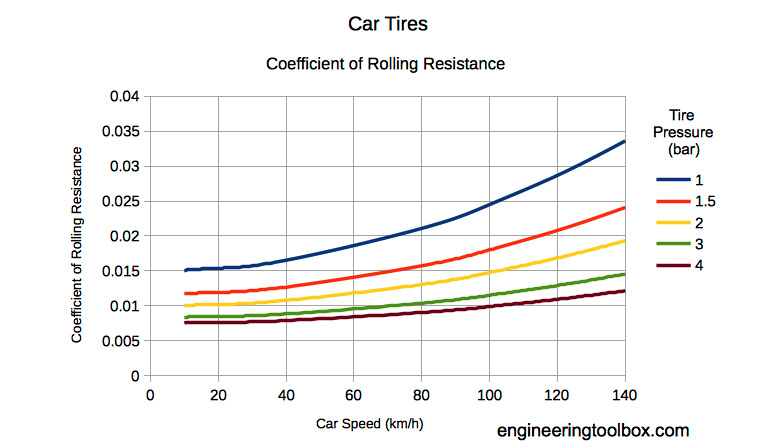 Car Tires
Coefficient of Rolling Resistance
0.04
0.035
0.03
0.025
0.02
0.015
0.01
0.005
0
Coefficient of Rolling Resistance
0 20 40 60 80 100 120 140
Car Speed (km/h)
Tire
Pressure
(bar)
1
1.5
2
3
4
engineeringtoolbox.com